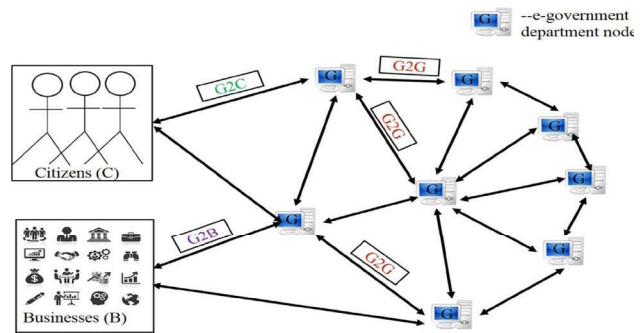 G --e-government
department node
G2C
G2G
G
G
G2G
G
Citizens (C)
G
G
G2B
G
G
G2G
G
Businesses (B)